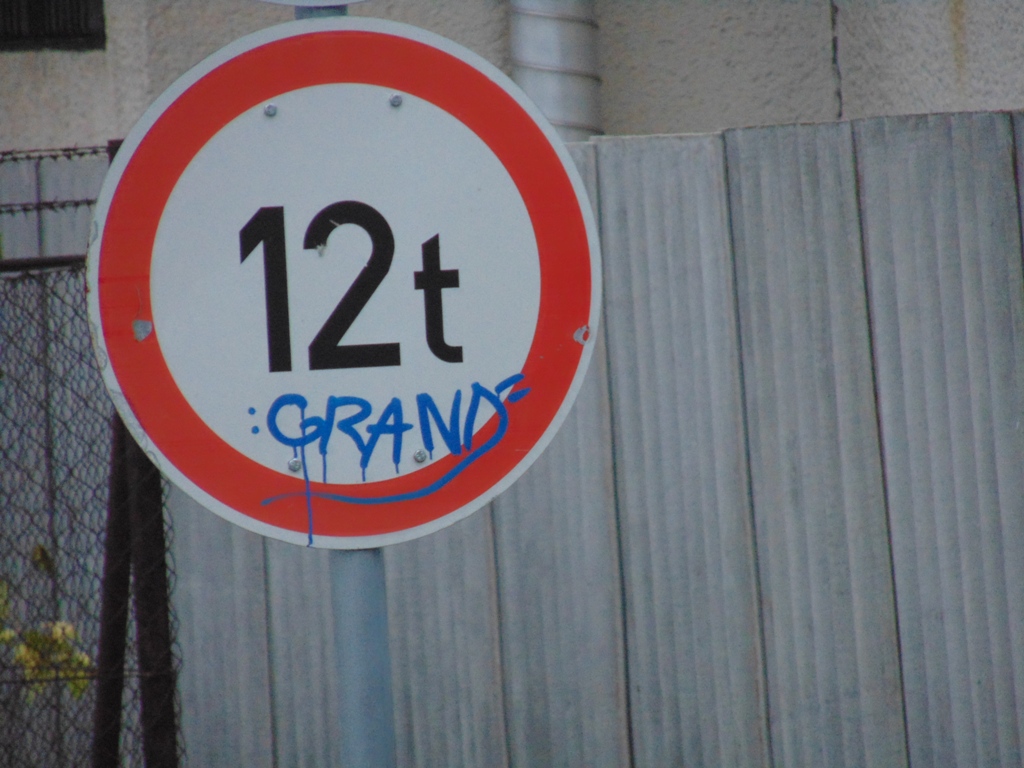 12t
:GRAND=